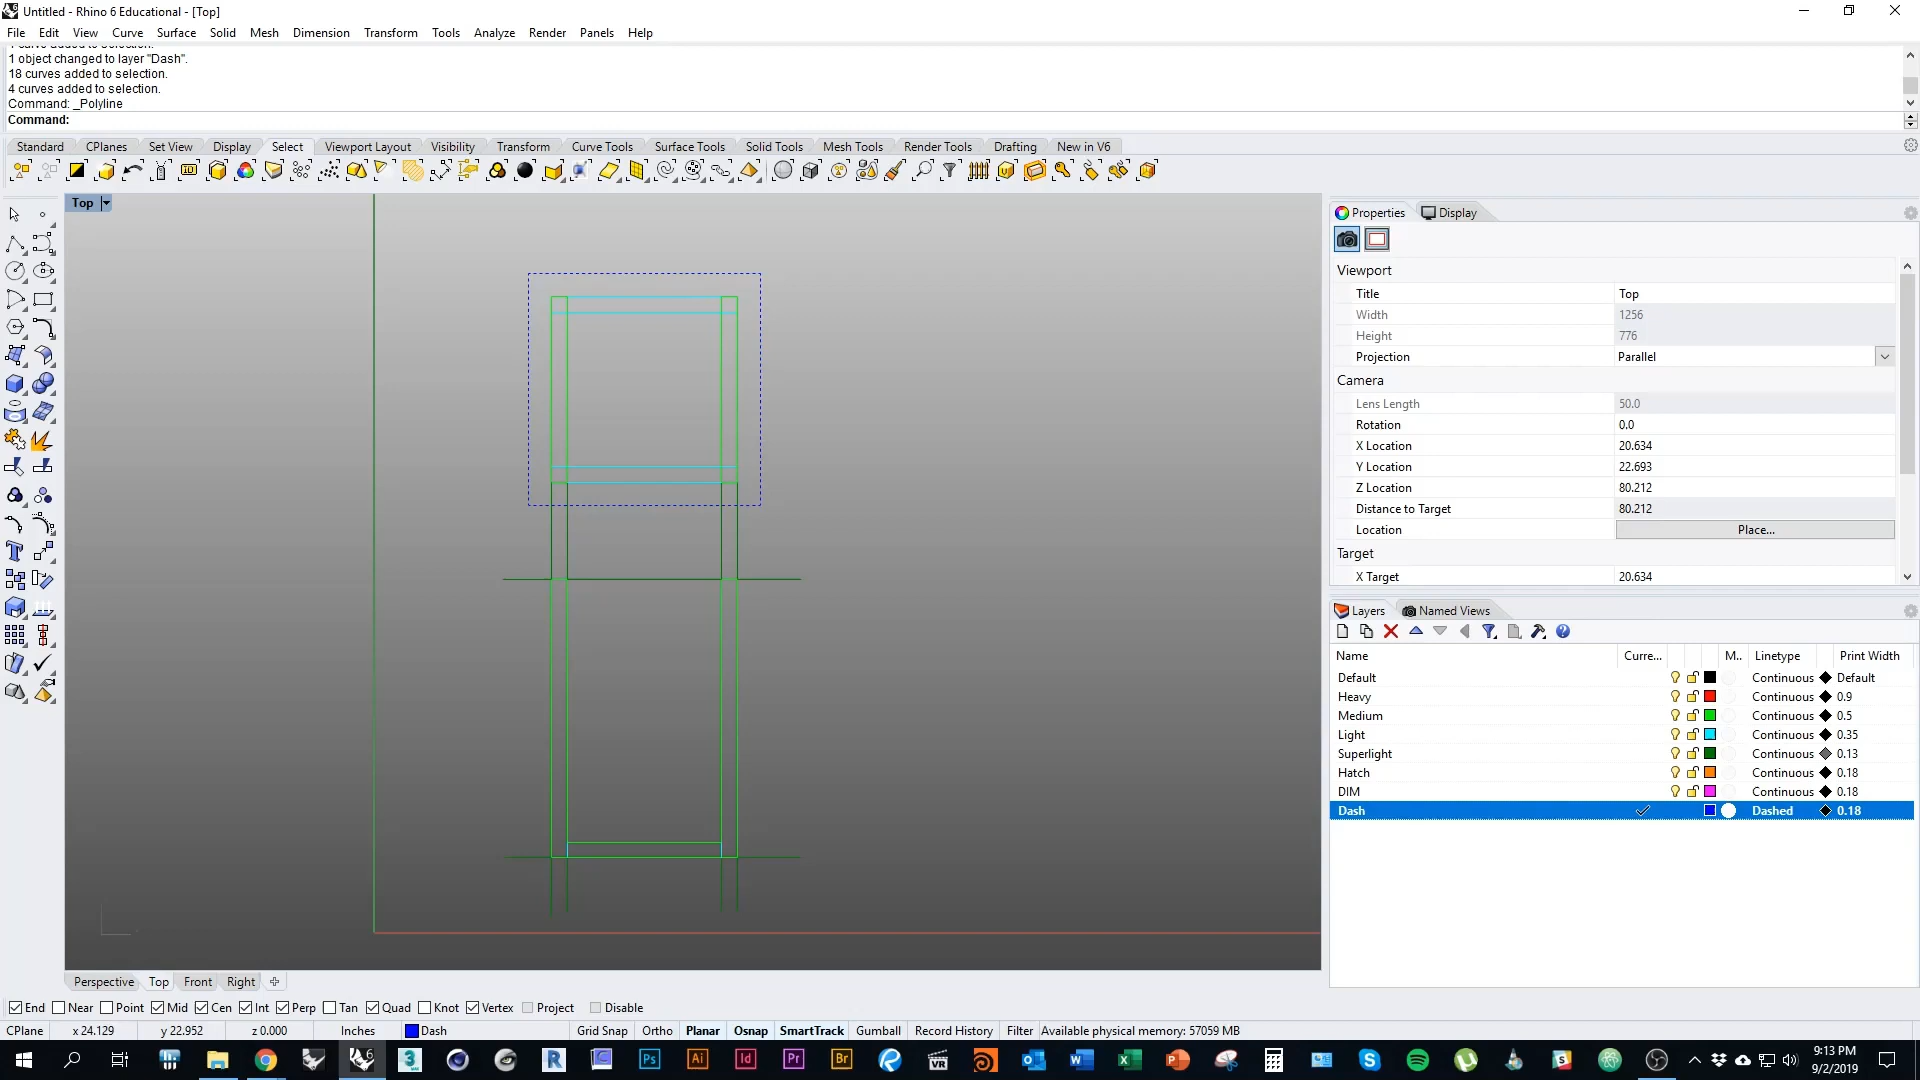 Untitled - Rhino 6 Educational - [Top]
File Edit View Curve Surface Solid Mesh Dimension Transform Tools Analyze Render Panels Help
1 curve added to selection.
1 object changed to layer "Dash".
18 curves added to selection.
4 curves added to selection.
Command: _Polyline
Command:
Standard CPlanes Set View Display Select Viewport Layout Visibility Transform Curve Tools Surface Tools Solid Tools Mesh Tools Render Tools Drafting New in V6
Top
Properties Display
Viewport
Title Top
Width 1256
Height 776
Projection Parallel
Camera
Lens Length 50.0
Rotation 0.0
X Location 20.634
Y Location 22.693
Z Location 80.212
Distance to Target 80.212
Location Place...
Target
X Target 20.634
Layers Named Views
Name Curre... M.. Linetype Print Width
Default Continuous Default
Heavy Continuous 0.9
Medium Continuous 0.5
Light Continuous 0.35
Superlight Continuous 0.13
Hatch Continuous 0.18
DIM Continuous 0.18
Dash Dashed 0.18
Perspective Top Front Right
End Near Point Mid Cen Int Perp Tan Quad Knot Vertex Project Disable
CPlane x 24.129 y 22.952 z 0.000 Inches Dash Grid Snap Ortho Planar Osnap SmartTrack Gumball Record History Filter Available physical memory: 57059 MB
9:13 PM
9/2/2019